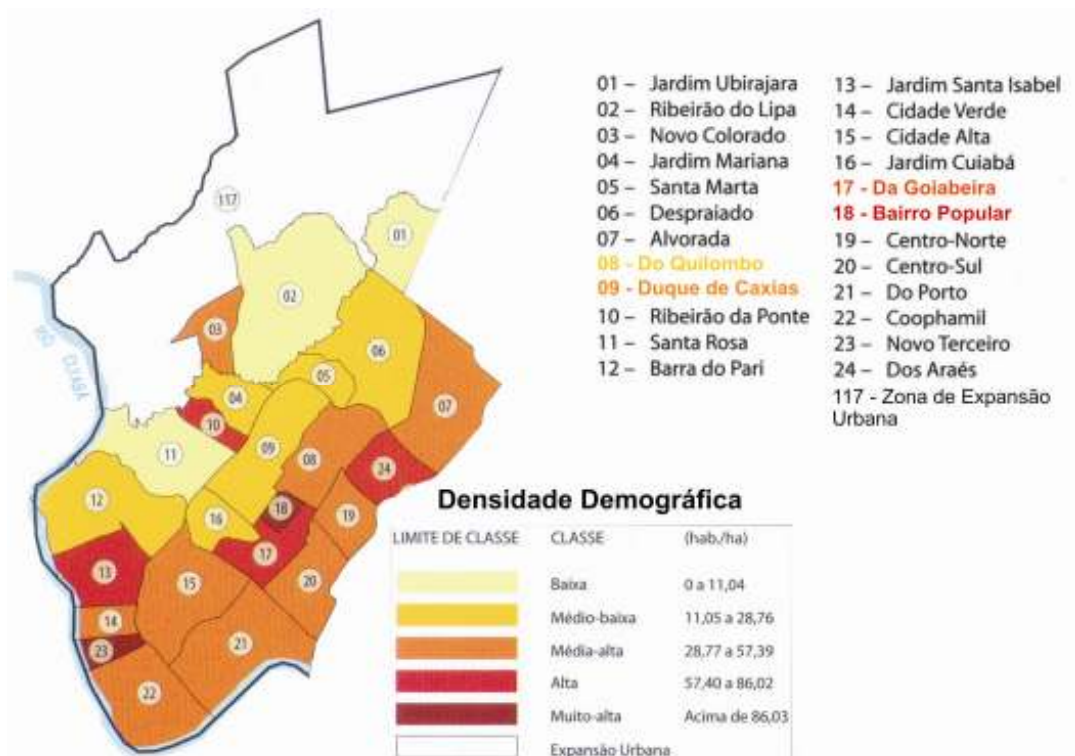 117
01
02
03
06
05
04
07
10
09
11
08
24
12
18
19
16
17
13
20
15
14
21
23
22
RIO CUIABÁ
01 – Jardim Ubirajara
02 – Ribeirão do Lipa
03 – Novo Colorado
04 – Jardim Mariana
05 – Santa Marta
06 – Despraiado
07 – Alvorada
08 - Do Quilombo
09 - Duque de Caxias
10 – Ribeirão da Ponte
11 – Santa Rosa
12 – Barra do Pari
13 – Jardim Santa Isabel
14 – Cidade Verde
15 – Cidade Alta
16 – Jardim Cuiabá
17 - Da Goiabeira
18 - Bairro Popular
19 – Centro-Norte
20 – Centro-Sul
21 – Do Porto
22 – Coophamil
23 – Novo Terceiro
24 – Dos Araés
117 - Zona de Expansão
Urbana
Densidade Demográfica
LIMITE DE CLASSE CLASSE (hab./ha)
Baixa 0 a 11,04
Médio-baixa 11,05 a 28,76
Média-alta 28,77 a 57,39
Alta 57,40 a 86,02
Muito-alta Acima de 86,03
Expansão Urbana